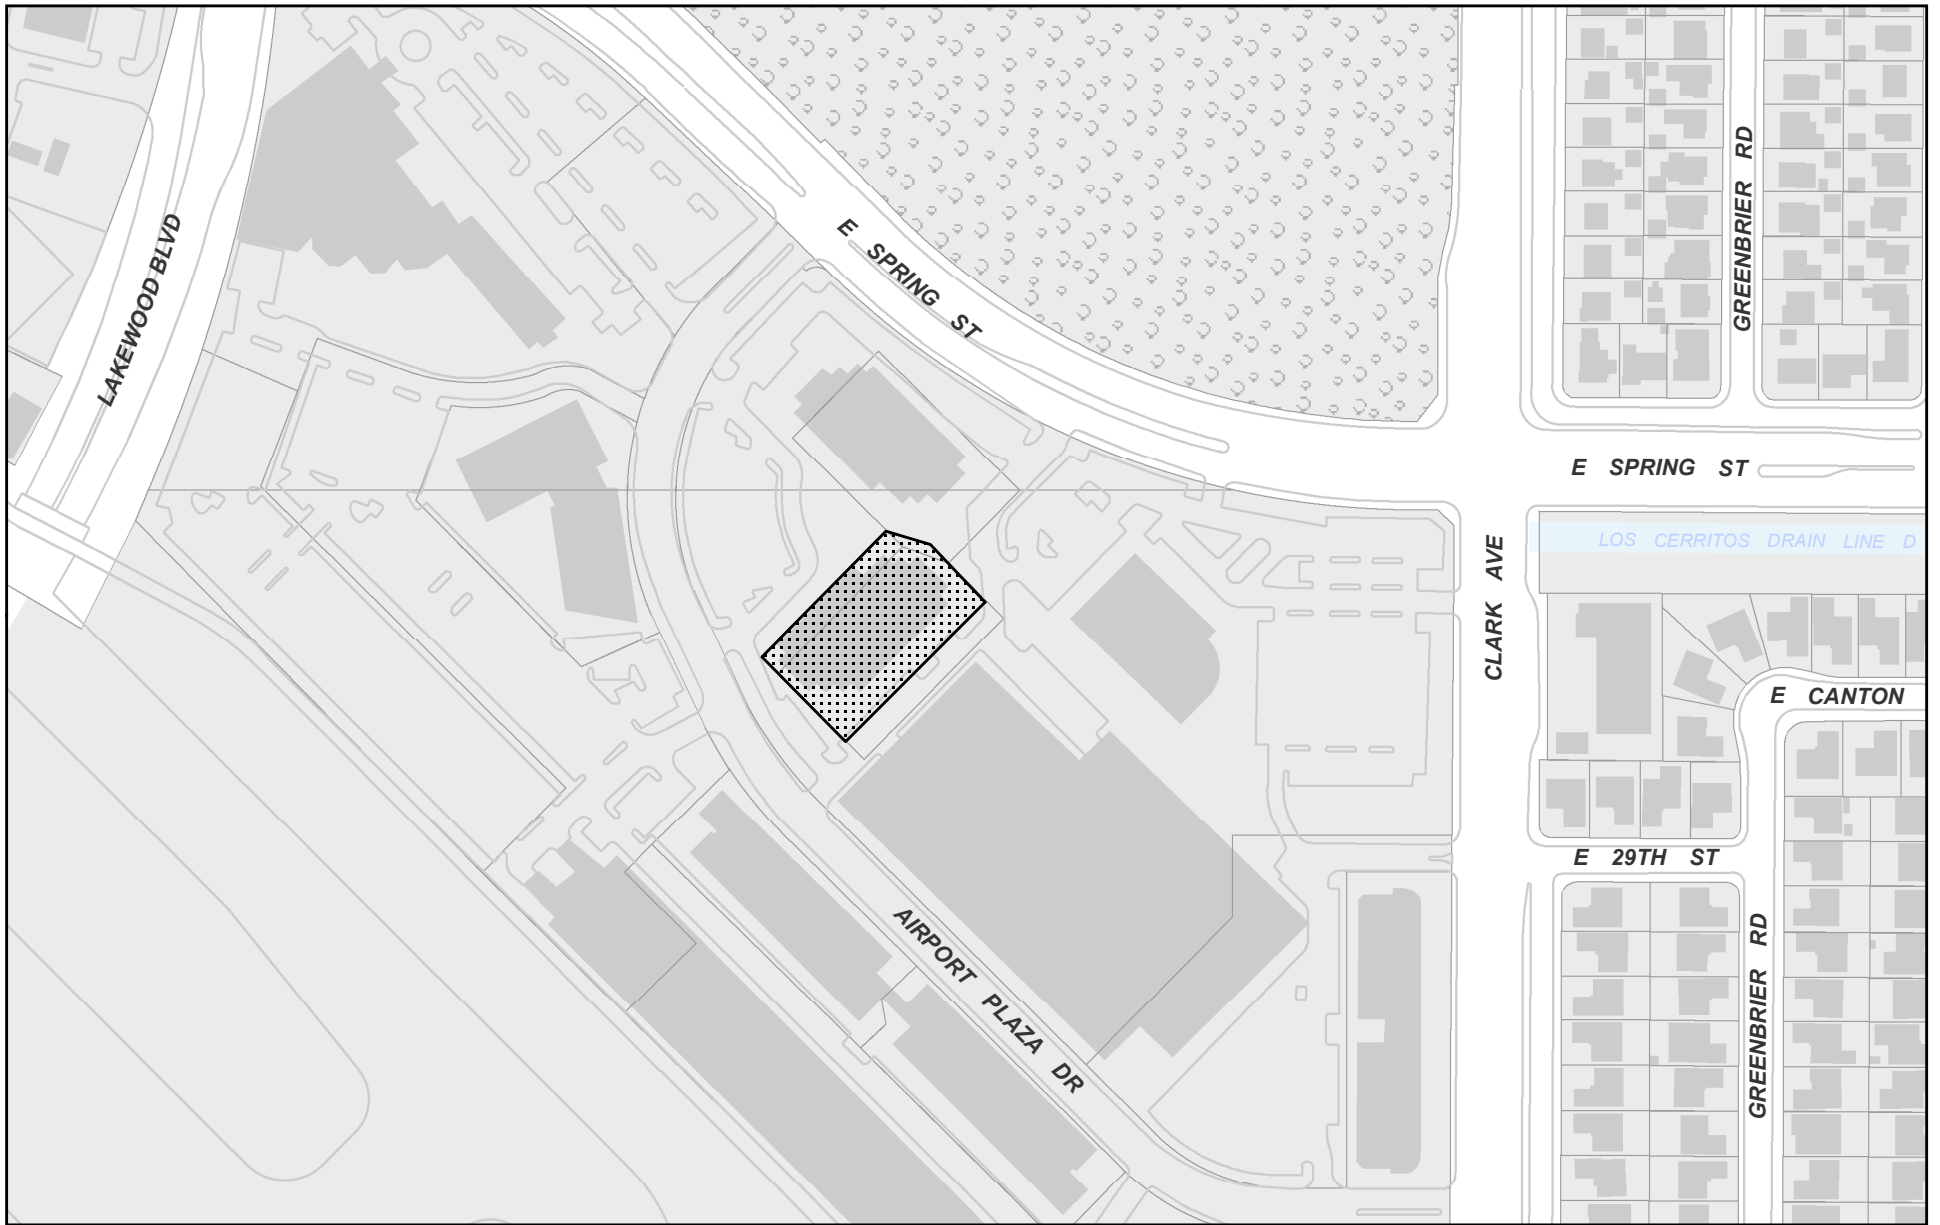 GREENBRIER RD
LAKEWOOD BLVD
E SPRING ST
E SPRING ST
LOS CERRITOS DRAIN LINE D
CLARK AVE
E CANTON
E 29TH ST
AIRPORT PLAZA DR
GREENBRIER RD